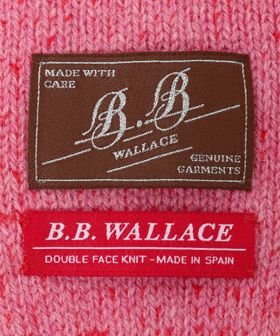 MADE WITH
CARE
B.B
WALLACE
GENUINE
GARMENTS
B.B. WALLACE
DOUBLE FACE KNIT - MADE IN SPAIN